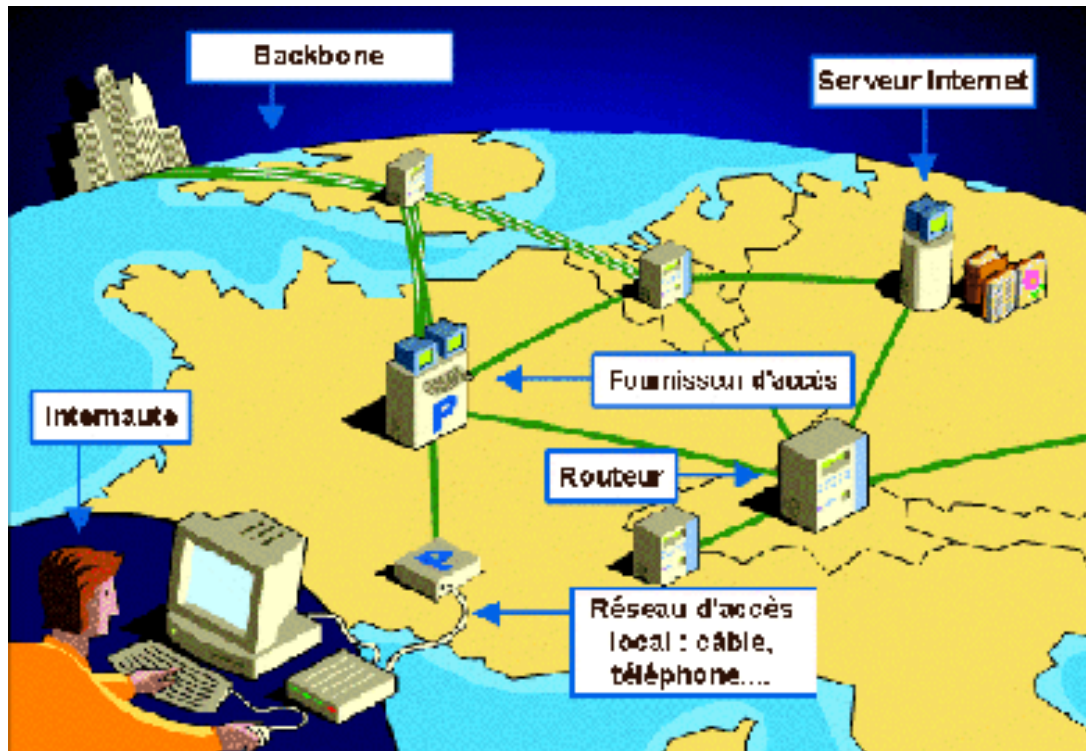 Backbone
Serveur Internet
Fournisseur d'accès
Internaute
P
Routeur
Réseau d'accès
local : câble,
téléphone....